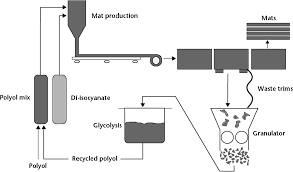 Mat production
Mats
Polyol mix
Di-isocyanate
Waste trims
Glycolysis
Granulator
Polyol
Recycled polyol